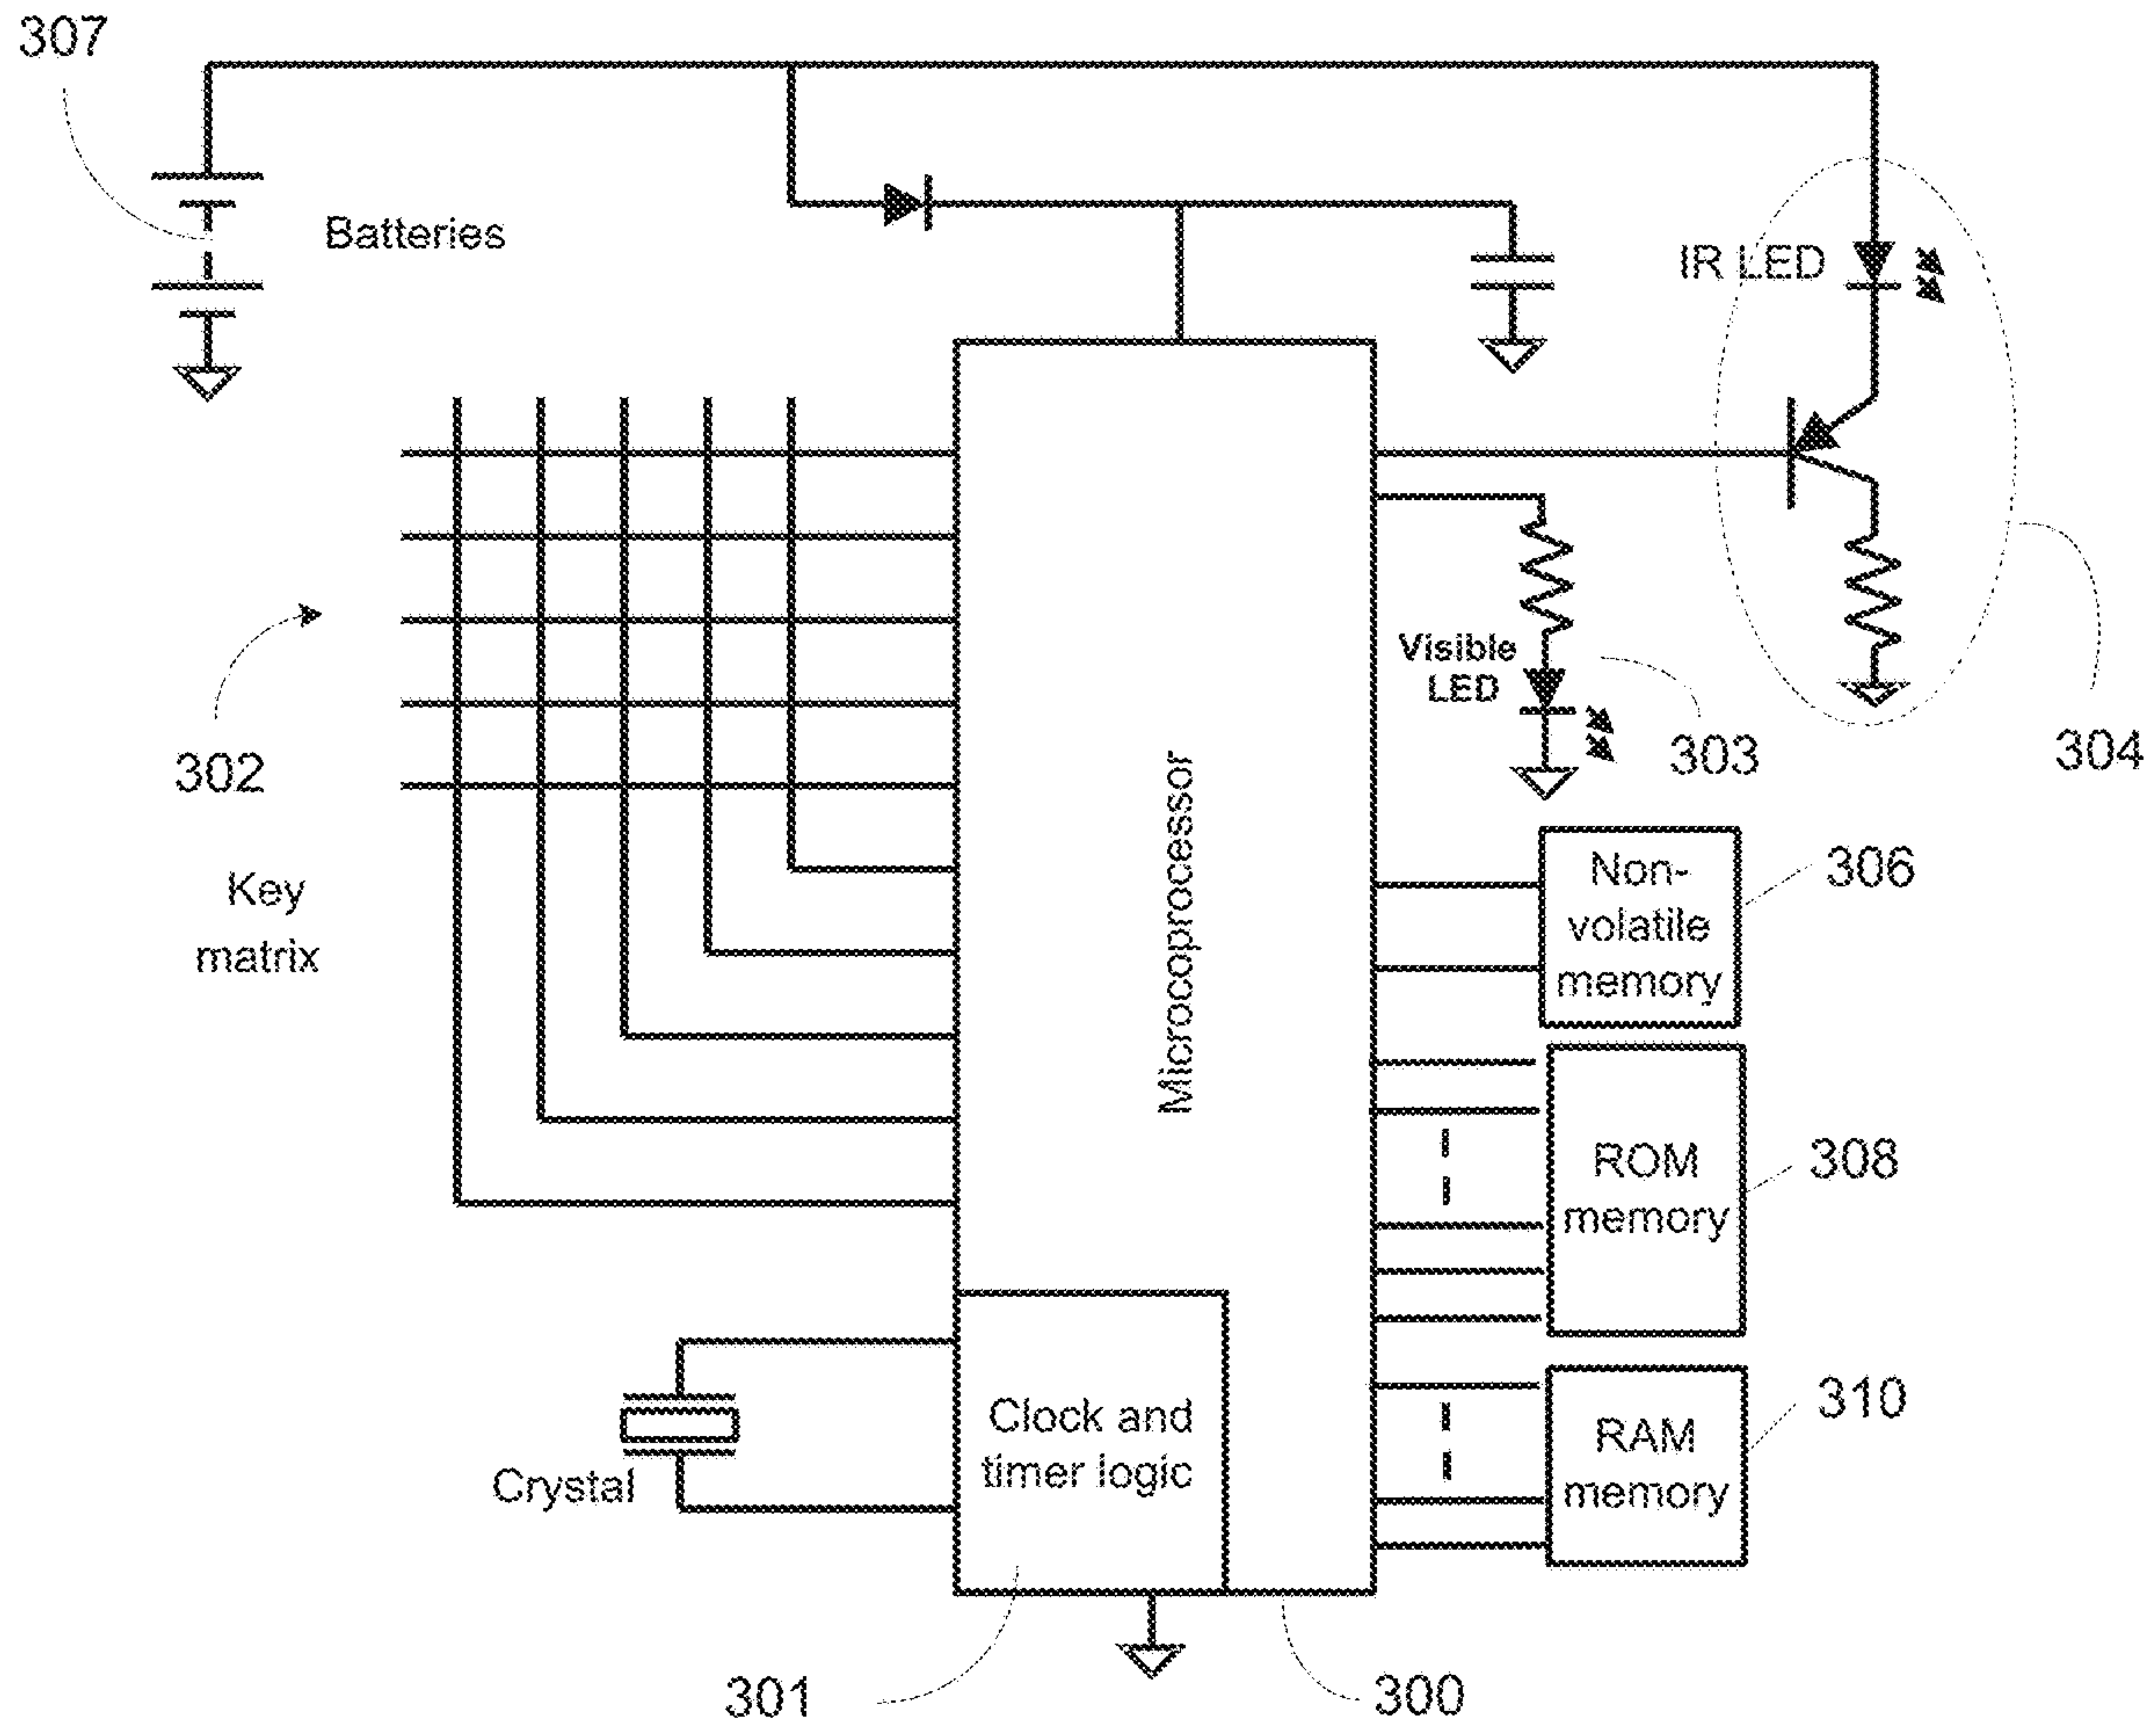 307
Batteries
IR LED
302
Key
matrix
Visible
LED
303
304
Microcoprocessor
Non-
volatile
memory
306
ROM
memory
308
RAM
memory
310
Crystal
Clock and
timer logic
301
300